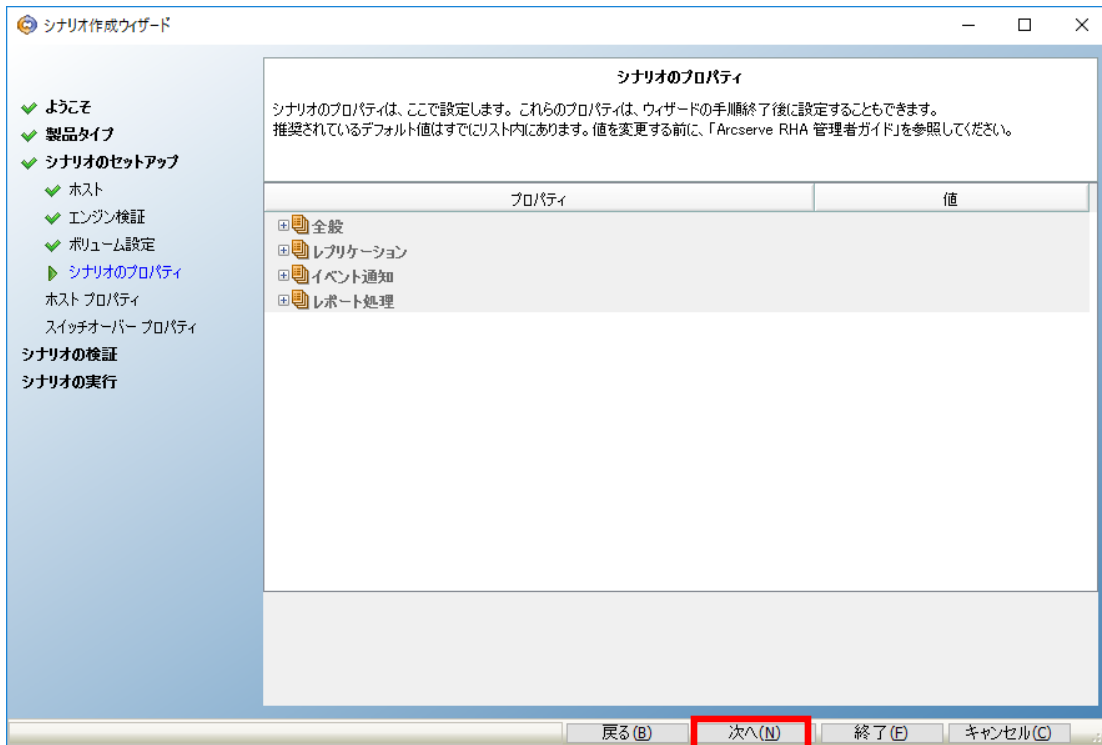 シナリオ作成ウィザード
ようこそ
製品タイプ
シナリオのセットアップ
ホスト
エンジン検証
ボリューム設定
シナリオのプロパティ
ホスト プロパティ
スイッチオーバー プロパティ
シナリオの検証
シナリオの実行
シナリオのプロパティ
シナリオのプロパティは、ここで設定します。これらのプロパティは、ウィザードの手順終了後に設定することもできます。
推奨されているデフォルト値はすでにリスト内にあります。値を変更する前に、「Arcserve RHA 管理者ガイド」を参照してください。
プロパティ 値
全般
レプリケーション
イベント通知
レポート処理
戻る(B) 次へ(N) 終了(F) キャンセル(C)